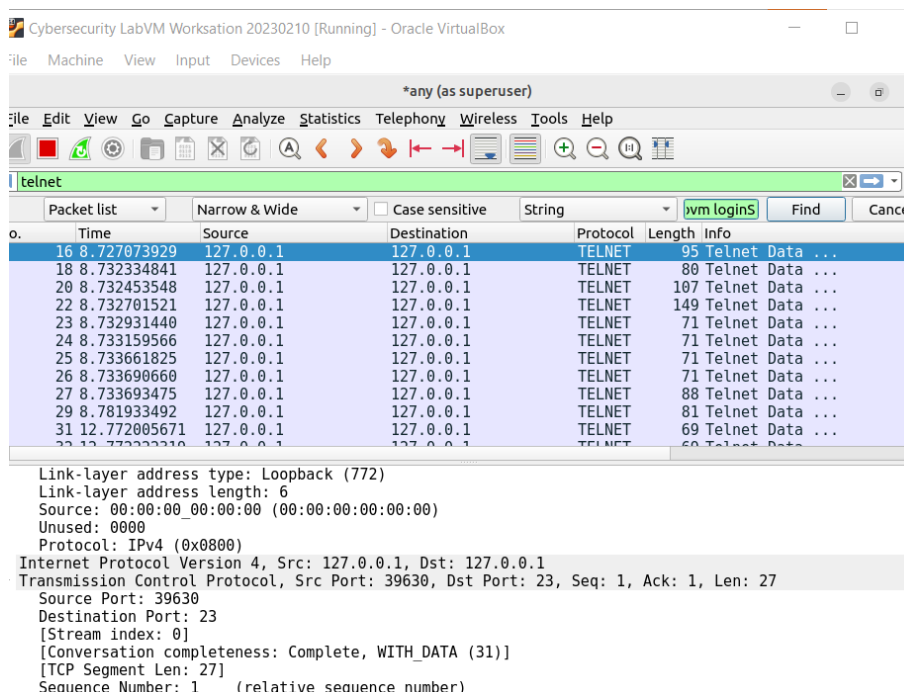 Cybersecurity LabVM Worksation 20230210 [Running] - Oracle VirtualBox
File Machine View Input Devices Help
*any (as superuser)
File Edit View Go Capture Analyze Statistics Telephony Wireless Tools Help
telnet
Packet list Narrow & Wide Case sensitive String vm loginS Find Cance
o. Time Source Destination Protocol Length Info
16 8.727073929 127.0.0.1 127.0.0.1 TELNET 95 Telnet Data ...
18 8.732334841 127.0.0.1 127.0.0.1 TELNET 80 Telnet Data ...
20 8.732453548 127.0.0.1 127.0.0.1 TELNET 107 Telnet Data ...
22 8.732701521 127.0.0.1 127.0.0.1 TELNET 149 Telnet Data ...
23 8.732931440 127.0.0.1 127.0.0.1 TELNET 71 Telnet Data ...
24 8.733159566 127.0.0.1 127.0.0.1 TELNET 71 Telnet Data ...
25 8.733661825 127.0.0.1 127.0.0.1 TELNET 71 Telnet Data ...
26 8.733690660 127.0.0.1 127.0.0.1 TELNET 71 Telnet Data ...
27 8.733693475 127.0.0.1 127.0.0.1 TELNET 88 Telnet Data ...
29 8.781933492 127.0.0.1 127.0.0.1 TELNET 81 Telnet Data ...
31 12.772005671 127.0.0.1 127.0.0.1 TELNET 69 Telnet Data ...
Link-layer address type: Loopback (772)
Link-layer address length: 6
Source: 00:00:00_00:00:00 (00:00:00:00:00:00)
Unused: 0000
Protocol: IPv4 (0x0800)
Internet Protocol Version 4, Src: 127.0.0.1, Dst: 127.0.0.1
Transmission Control Protocol, Src Port: 39630, Dst Port: 23, Seq: 1, Ack: 1, Len: 27
Source Port: 39630
Destination Port: 23
[Stream index: 0]
[Conversation completeness: Complete, WITH_DATA (31)]
[TCP Segment Len: 27]
Sequence Number: 1 (relative sequence number)